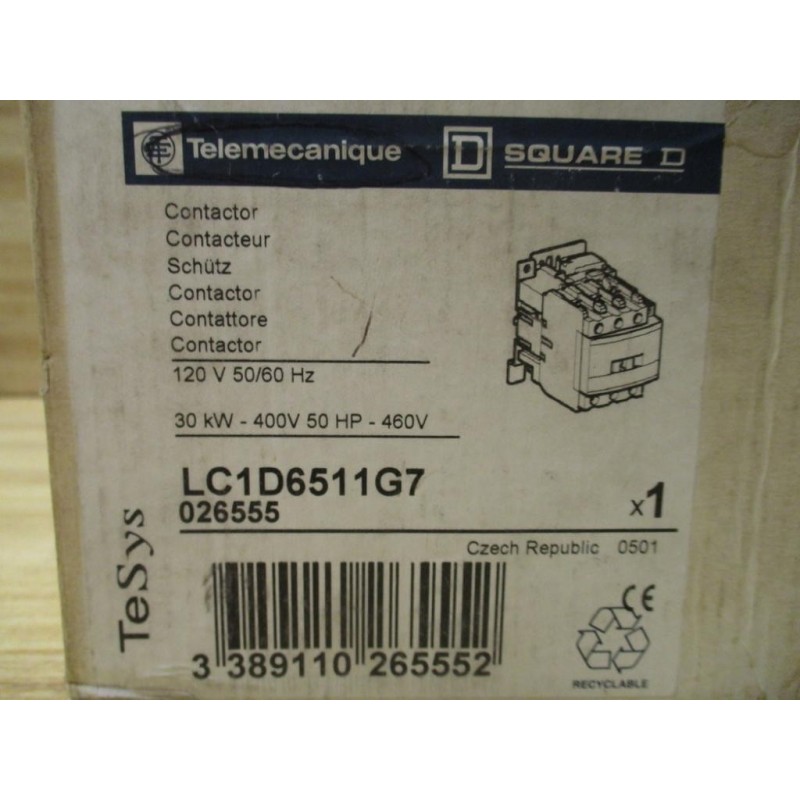 Telemecanique D SQUARE D
Contactor
Contacteur
Schütz
Contactor
Contattore
Contactor
120 V 50/60 Hz
30 kW - 400V 50 HP - 460V
LC1D6511G7
026555
x1
Czech Republic 0501
TeSys
3 389110 265552
CE
RECYCLABLE